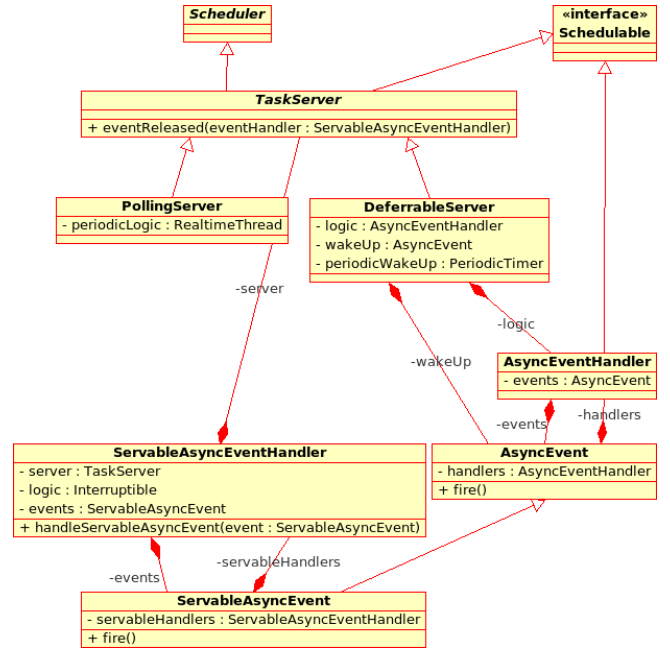 Scheduler
«interface»
Schedulable
TaskServer
+ eventReleased(eventHandler : ServableAsyncEventHandler)
PollingServer
- periodicLogic : RealtimeThread
DeferrableServer
- logic : AsyncEventHandler
- wakeUp : AsyncEvent
- periodicWakeUp : PeriodicTimer
-server
-logic
-wakeUp
AsyncEventHandler
- events : AsyncEvent
-events
-handlers
ServableAsyncEventHandler
- server : TaskServer
- logic : Interruptible
- events : ServableAsyncEvent
+ handleServableAsyncEvent(event : ServableAsyncEvent)
AsyncEvent
- handlers : AsyncEventHandler
+ fire()
-servableHandlers
-events
ServableAsyncEvent
- servableHandlers : ServableAsyncEventHandler
+ fire()